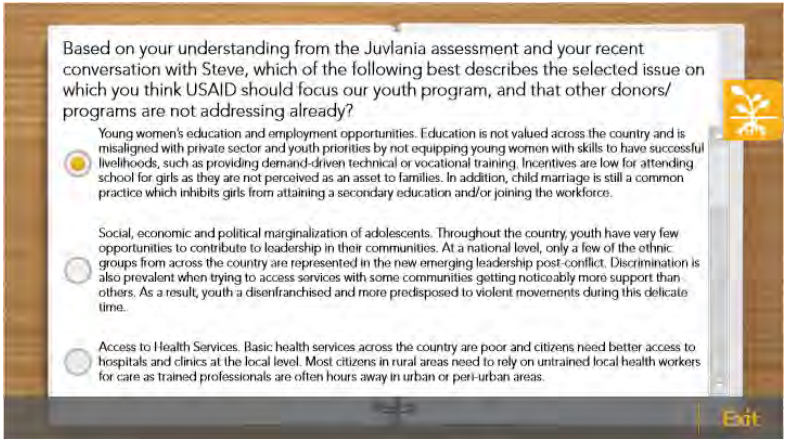 Based on your understanding from the Juvlania assessment and your recent
conversation with Steve, which of the following best describes the selected issue on
which you think USAID should focus our youth program, and that other donors/
programs are not addressing already?
Young women's education and employment opportunities. Education is not valued across the country and is
misaligned with private sector and youth priorities by not equipping young women with skills to have successful
livelihoods, such as providing demand-driven technical or vocational training. Incentives are low for attending
school for girls as they are not perceived as an asset to families. In addition, child marriage is still a common
practice which inhibits girls from attaining a secondary education and/or joining the workforce.
Social, economic and political marginalization of adolescents. Throughout the country, youth have very few
opportunities to contribute to leadership in their communities. At a national level, only a few of the ethnic
groups from across the country are represented in the new emerging leadership post-conflict. Discrimination is
also prevalent when trying to access services with some communities getting noticeably more support than
others. As a result, youth a disenfranchised and more predisposed to violent movements during this delicate
time.
Access to Health Services. Basic health services across the country are poor and citizens need better access to
hospitals and clinics at the local level. Most citizens in rural areas need to rely on untrained local health workers
for care as trained professionals are often hours away in urban or peri-urban areas.
Exit